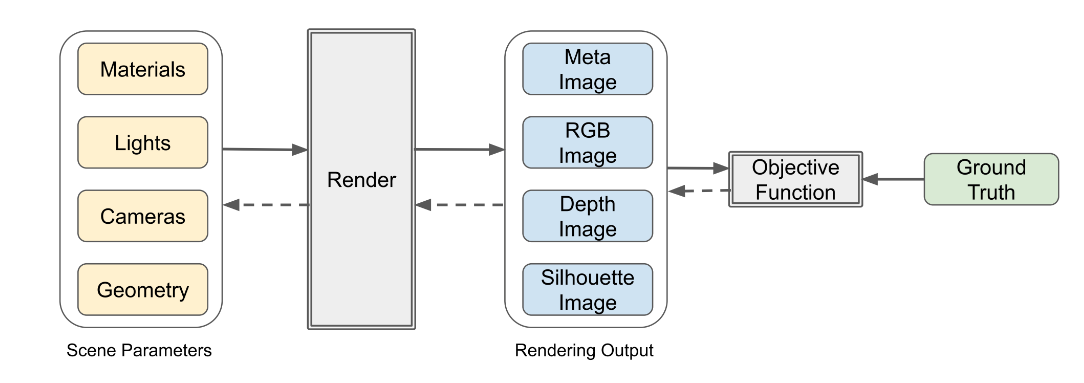 Materials
Lights
Cameras
Geometry
Scene Parameters
Render
Meta
Image
RGB
Image
Depth
Image
Silhouette
Image
Rendering Output
Objective
Function
Ground
Truth